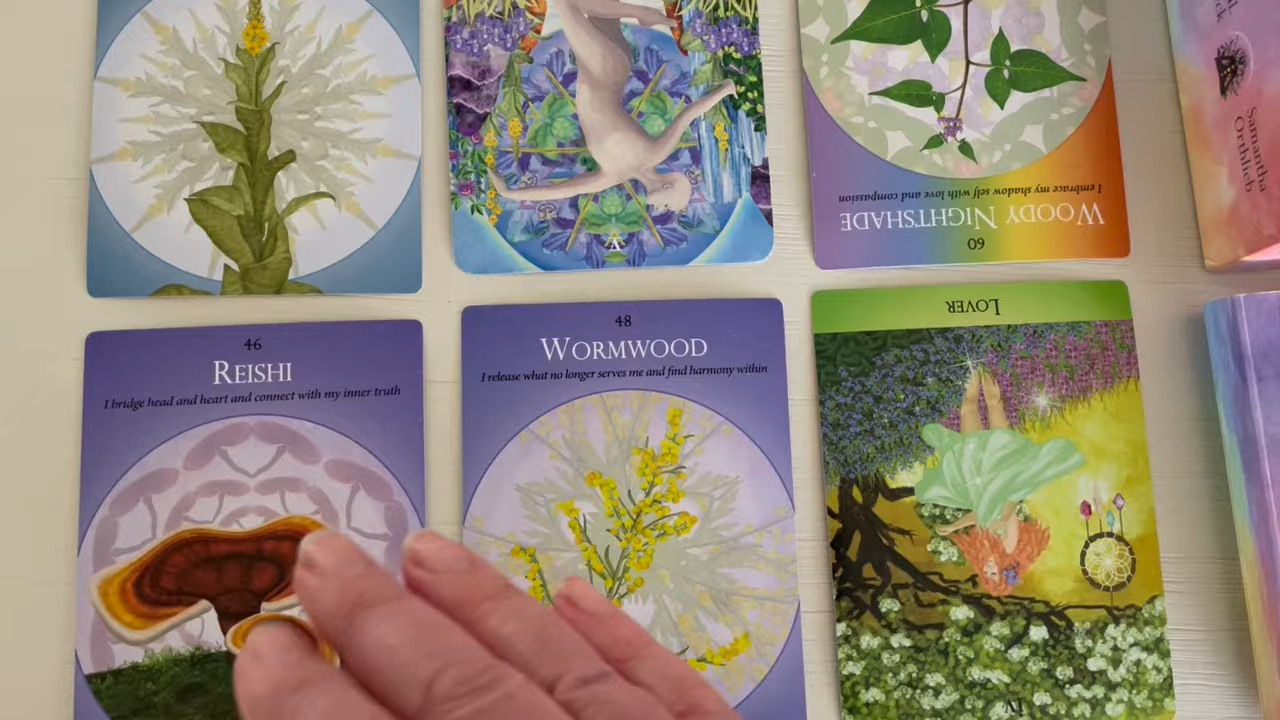 V
I embrace my shadow self with love and compassion
WOODY NIGHTSHADE
60
Samantha
Orthlieb
46
REISHI
I bridge head and heart and connect with my inner truth
48
WORMWOOD
I release what no longer serves me and find harmony within
LOVER
IV